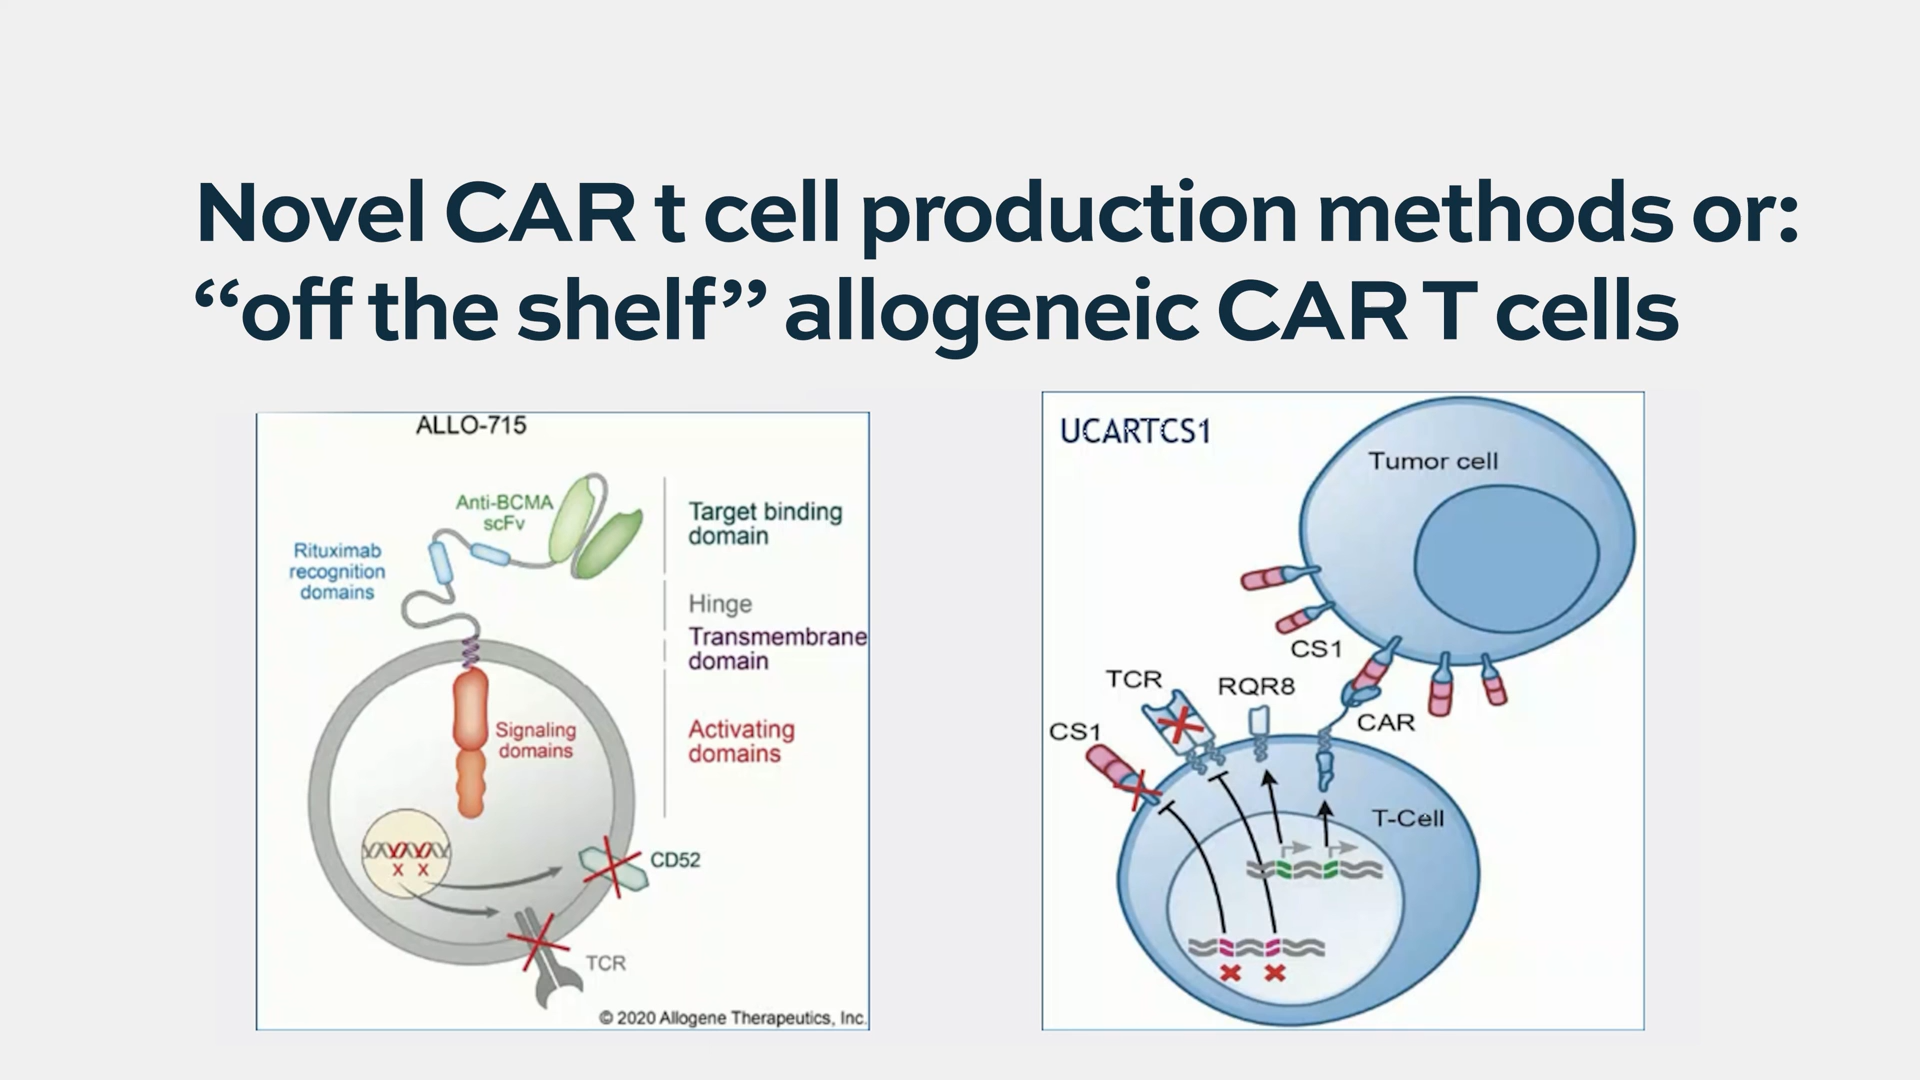 Novel CAR t cell production methods or:
“off the shelf” allogeneic CAR T cells
ALLO-715
Anti-BCMA
scFv
Rituximab
recognition
domains
Target binding
domain
Hinge
Transmembrane
domain
Signaling
domains
Activating
domains
X X
CD52
TCR
© 2020 Allogene Therapeutics, Inc.
UCARTCS1
Tumor cell
CS1
TCR
RQR8
CAR
CS1
T-Cell